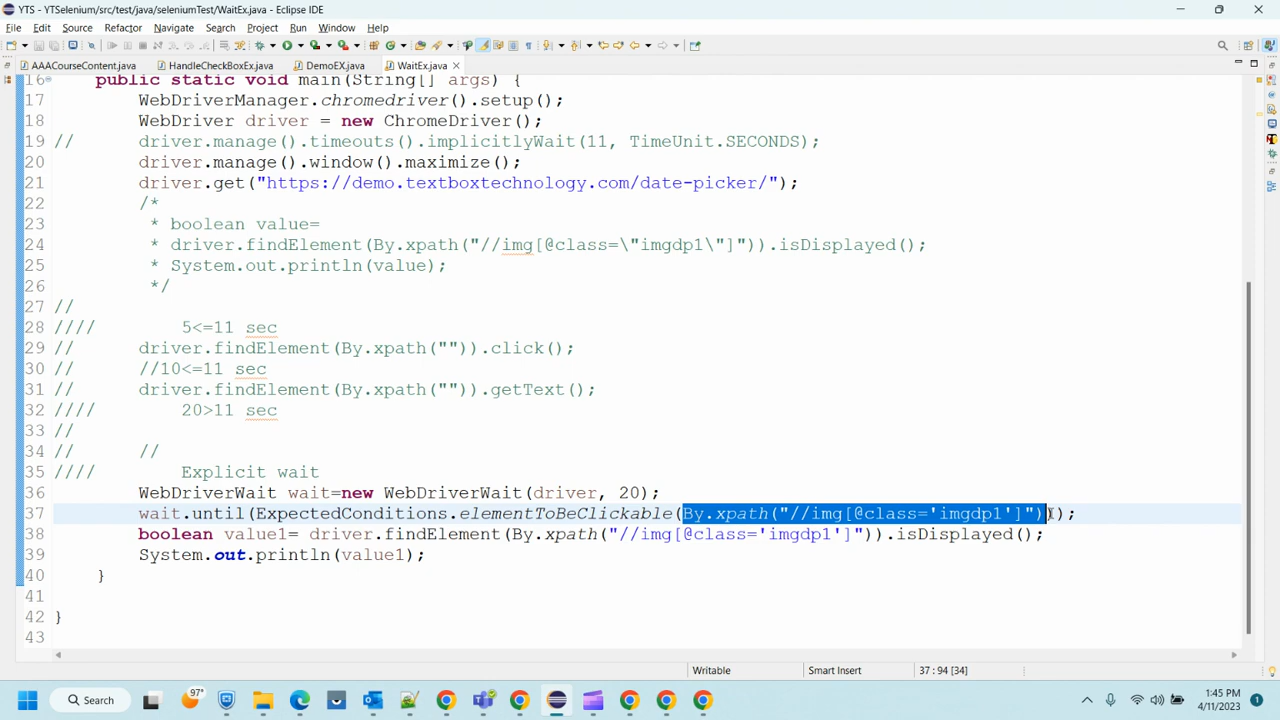 YTS - YTSelenium/src/test/java/seleniumTest/WaitEx.java - Eclipse IDE
File Edit Source Refactor Navigate Search Project Run Window Help
AAACourseContent.java HandleCheckBoxEx.java DemoEX.java WaitEx.java
16 public static void main(String[] args) {
17 WebDriverManager.chromedriver().setup();
18 WebDriver driver = new ChromeDriver();
19 // driver.manage().timeouts().implicitlyWait(11, TimeUnit.SECONDS);
20 driver.manage().window().maximize();
21 driver.get("https://demo.textboxtechnology.com/date-picker/");
22 /*
23 * boolean value=
24 * driver.findElement(By.xpath("//img[@class=\"imgdp1\"]")).isDisplayed();
25 * System.out.println(value);
26 */
27 //
28 //// 5<=11 sec
29 // driver.findElement(By.xpath("")).click();
30 // //10<=11 sec
31 // driver.findElement(By.xpath("")).getText();
32 //// 20>11 sec
33 //
34 // //
35 //// Explicit wait
36 WebDriverWait wait=new WebDriverWait(driver, 20);
37 wait.until(ExpectedConditions.elementToBeClickable(By.xpath("//img[@class='imgdp1']")));
38 boolean value1= driver.findElement(By.xpath("//img[@class='imgdp1']")).isDisplayed();
39 System.out.println(value1);
40 }
41
42 }
43
Writable Smart Insert 37 : 94 [34]
Search 97° 1:45 PM
4/11/2023